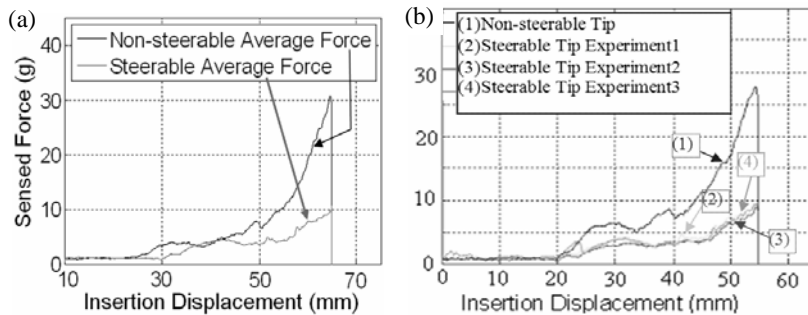 (a)
Non-steerable Average Force
Steerable Average Force
Sensed Force (g)
40
30
20
10
0
10 30 50 70
Insertion Displacement (mm)
(b)
(1)Non-steerable Tip
(2)Steerable Tip Experiment1
(3)Steerable Tip Experiment2
(4)Steerable Tip Experiment3
30
20
10
0
(1)
(2)
(4)
(3)
0 10 20 30 40 50 60
Insertion Displacement (mm)